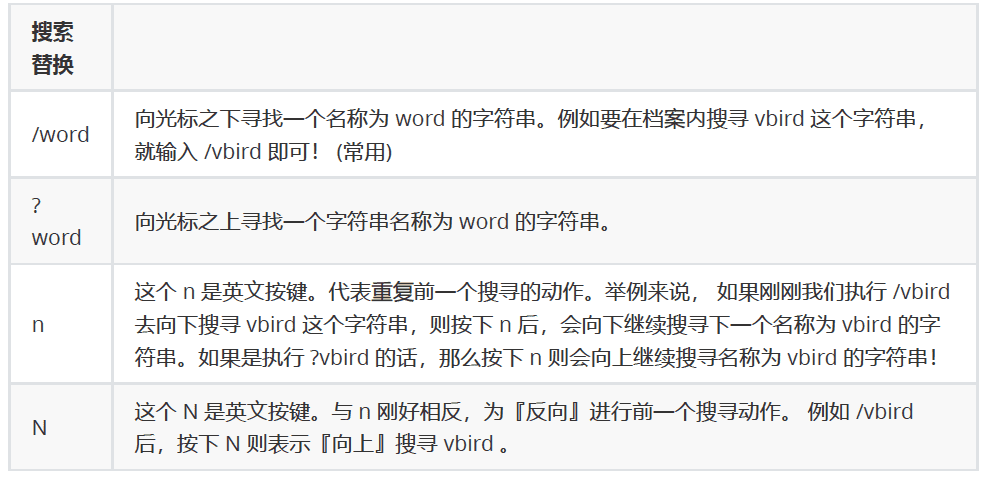 搜索
替换
/word
向光标之下寻找一个名称为 word 的字符串。例如要在档案内搜寻 vbird 这个字符串，
就输入 /vbird 即可！ (常用)
?
word
向光标之上寻找一个字符串名称为 word 的字符串。
n
这个 n 是英文按键。代表重复前一个搜寻的动作。举例来说， 如果刚刚我们执行 /vbird
去向下搜寻 vbird 这个字符串，则按下 n 后，会向下继续搜寻下一个名称为 vbird 的字
符串。如果是执行 ?vbird 的话，那么按下 n 则会向上继续搜寻名称为 vbird 的字符串！
N
这个 N 是英文按键。与 n 刚好相反，为『反向』进行前一个搜寻动作。 例如 /vbird
后，按下 N 则表示『向上』搜寻 vbird 。